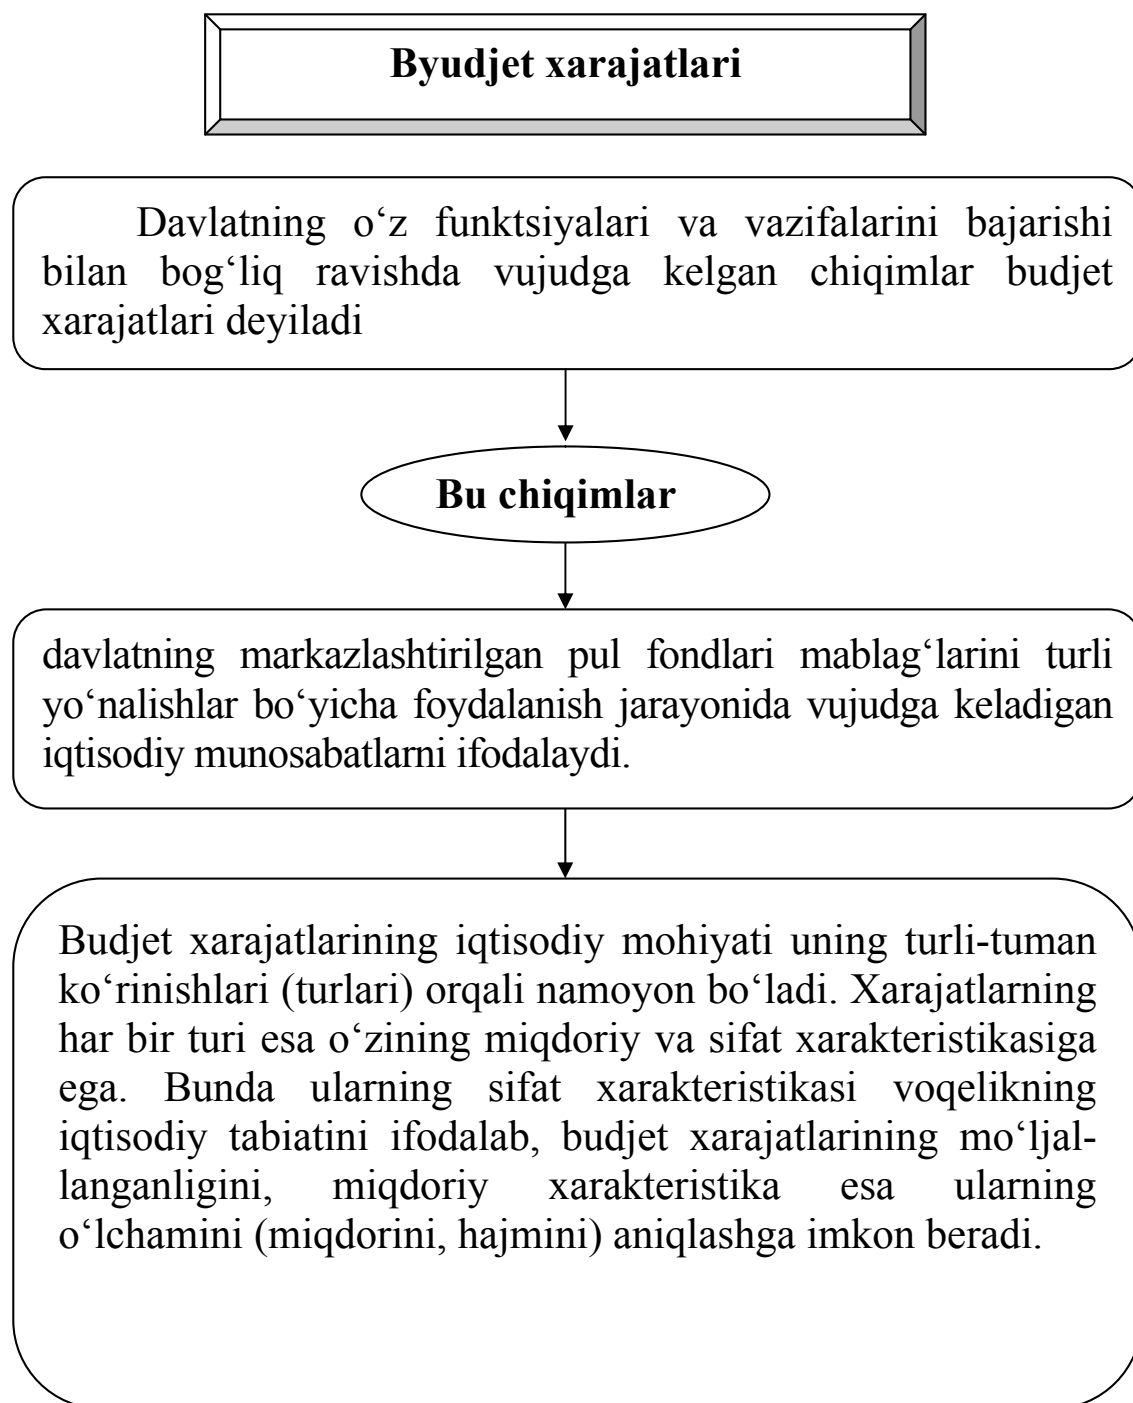 Byudjet xarajatlari
Davlatning o‘z funktsiyalari va vazifalarini bajarishi
bilan bog‘liq ravishda vujudga kelgan chiqimlar budjet
xarajatlari deyiladi
Bu chiqimlar
davlatning markazlashtirilgan pul fondlari mablag‘larini turli
yo‘nalishlar bo‘yicha foydalanish jarayonida vujudga keladigan
iqtisodiy munosabatlarni ifodalaydi.
Budjet xarajatlarining iqtisodiy mohiyati uning turli-tuman
ko‘rinishlari (turlari) orqali namoyon bo‘ladi. Xarajatlarning
har bir turi esa o‘zining miqdoriy va sifat xarakteristikasiga
ega. Bunda ularning sifat xarakteristikasi voqelikning
iqtisodiy tabiatini ifodalab, budjet xarajatlarining mo‘ljal-
langanligini, miqdoriy xarakteristika esa ularning
o‘lchamini (miqdorini, hajmini) aniqlashga imkon beradi.